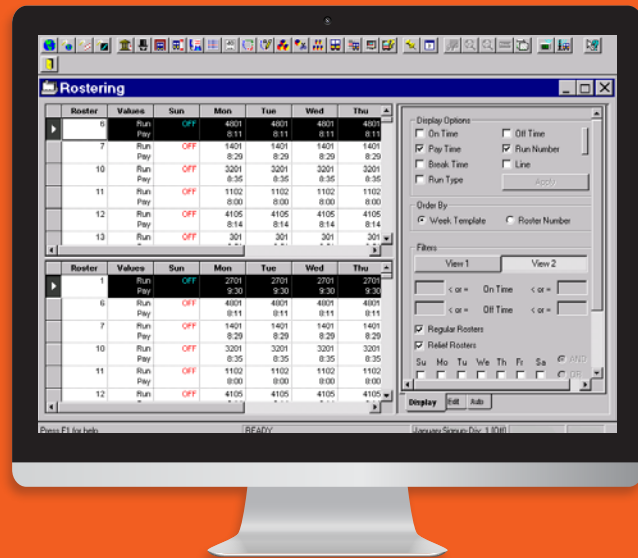 Rostering
Roster Values Sun Mon Tue Wed Thu
6 Run OFF 4801 4801 4801 4801
Pay 8:11 8:11 8:11 8:11
7 Run OFF 1401 1401 1401 1401
Pay 8:29 8:29 8:29 8:29
10 Run OFF 3201 3201 3201 3201
Pay 8:35 8:35 8:35 8:35
11 Run OFF 1102 1102 1102 1102
Pay 8:00 8:00 8:00 8:00
12 Run OFF 4105 4105 4105 4105
Pay 8:14 8:14 8:14 8:14
13 Run OFF 301 301 301 301
Roster Values Sun Mon Tue Wed Thu
1 Run OFF 2701 2701 2701 2701
Pay 9:30 9:30 9:30 9:30
6 Run OFF 4801 4801 4801 4801
Pay 8:11 8:11 8:11 8:11
7 Run OFF 1401 1401 1401 1401
Pay 8:29 8:29 8:29 8:29
10 Run OFF 3201 3201 3201 3201
Pay 8:35 8:35 8:35 8:35
11 Run OFF 1102 1102 1102 1102
Pay 8:00 8:00 8:00 8:00
12 Run OFF 4105 4105 4105 4105
Display Options
On Time Off Time
Pay Time Run Number
Break Time Line
Run Type Apply
Order By
Week Template Roster Number
Filters
View 1 View 2
< or = On Time < or =
< or = Off Time < or =
Regular Rosters
Relief Rosters
Su Mo Tu We Th Fr Sa AND
OR
Display Edit Auto
Press F1 for help READY January Signup-Div: 1 [Off]